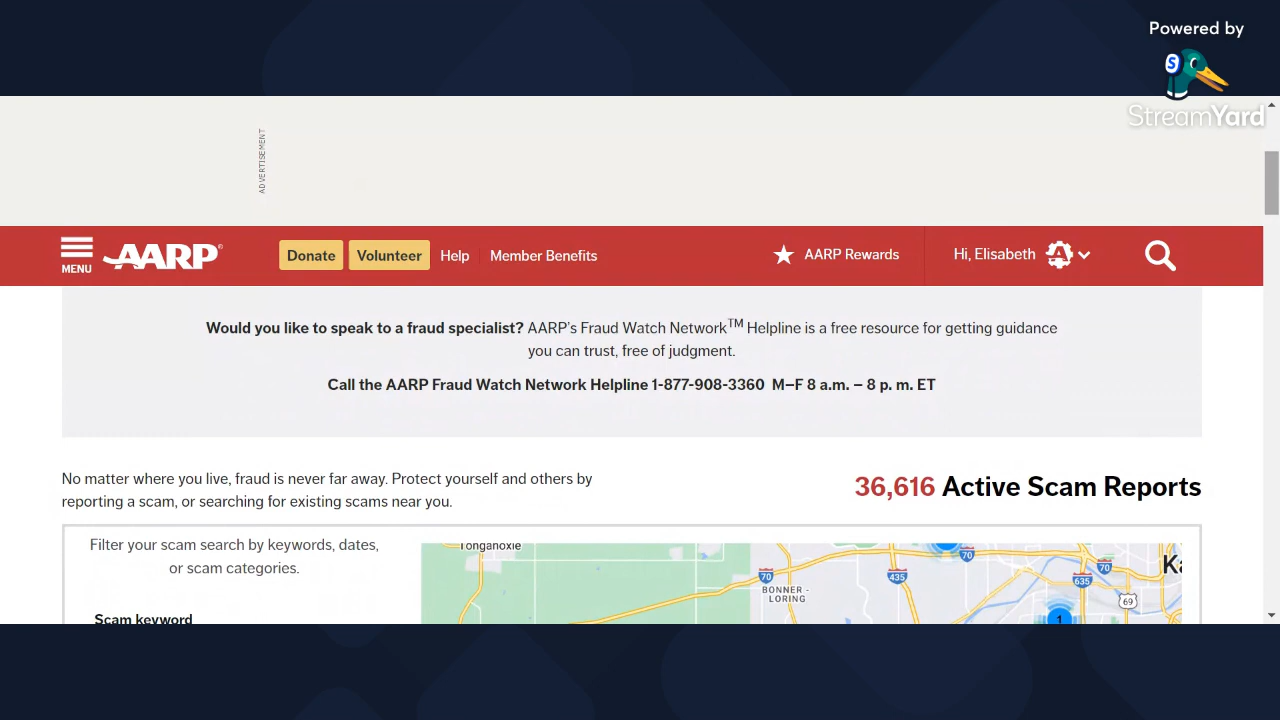 Powered by
StreamYard
ADVERTISEMENT
MENU
AARP®
Donate
Volunteer
Help
Member Benefits
AARP Rewards
Hi, Elisabeth
Would you like to speak to a fraud specialist? AARP's Fraud Watch Network™ Helpline is a free resource for getting guidance
you can trust, free of judgment.
Call the AARP Fraud Watch Network Helpline 1-877-908-3360 M–F 8 a.m. – 8 p. m. ET
No matter where you live, fraud is never far away. Protect yourself and others by
reporting a scam, or searching for existing scams near you.
36,616 Active Scam Reports
Filter your scam search by keywords, dates,
or scam categories.
Scam keyword
Tonganoxie
70
BONNER -
LORING
435
70
635
70
69
1
Ka